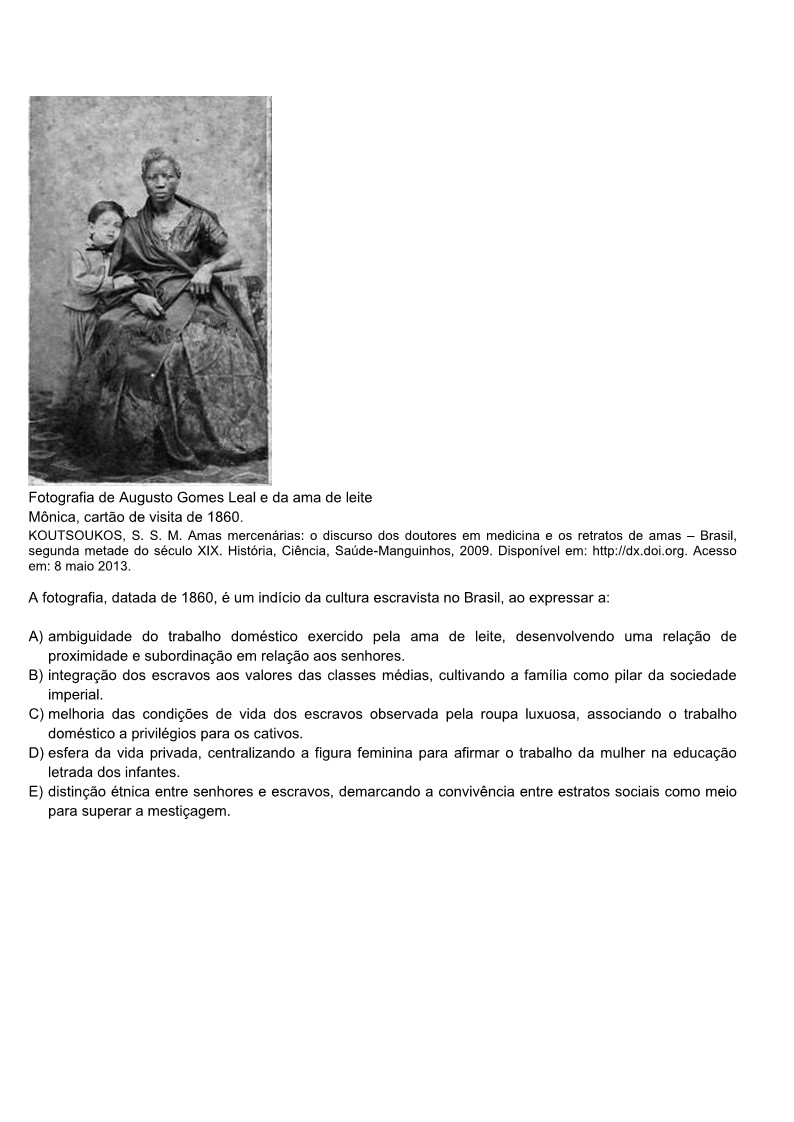 Fotografia de Augusto Gomes Leal e da ama de leite
Mônica, cartão de visita de 1860.
KOUTSOUKOS, S. S. M. Amas mercenárias: o discurso dos doutores em medicina e os retratos de amas – Brasil,
segunda metade do século XIX. História, Ciência, Saúde-Manguinhos, 2009. Disponível em: http://dx.doi.org. Acesso
em: 8 maio 2013.
A fotografia, datada de 1860, é um indício da cultura escravista no Brasil, ao expressar a:
A) ambiguidade do trabalho doméstico exercido pela ama de leite, desenvolvendo uma relação de
proximidade e subordinação em relação aos senhores.
B) integração dos escravos aos valores das classes médias, cultivando a família como pilar da sociedade
imperial.
C) melhoria das condições de vida dos escravos observada pela roupa luxuosa, associando o trabalho
doméstico a privilégios para os cativos.
D) esfera da vida privada, centralizando a figura feminina para afirmar o trabalho da mulher na educação
letrada dos infantes.
E) distinção étnica entre senhores e escravos, demarcando a convivência entre estratos sociais como meio
para superar a mestiçagem.